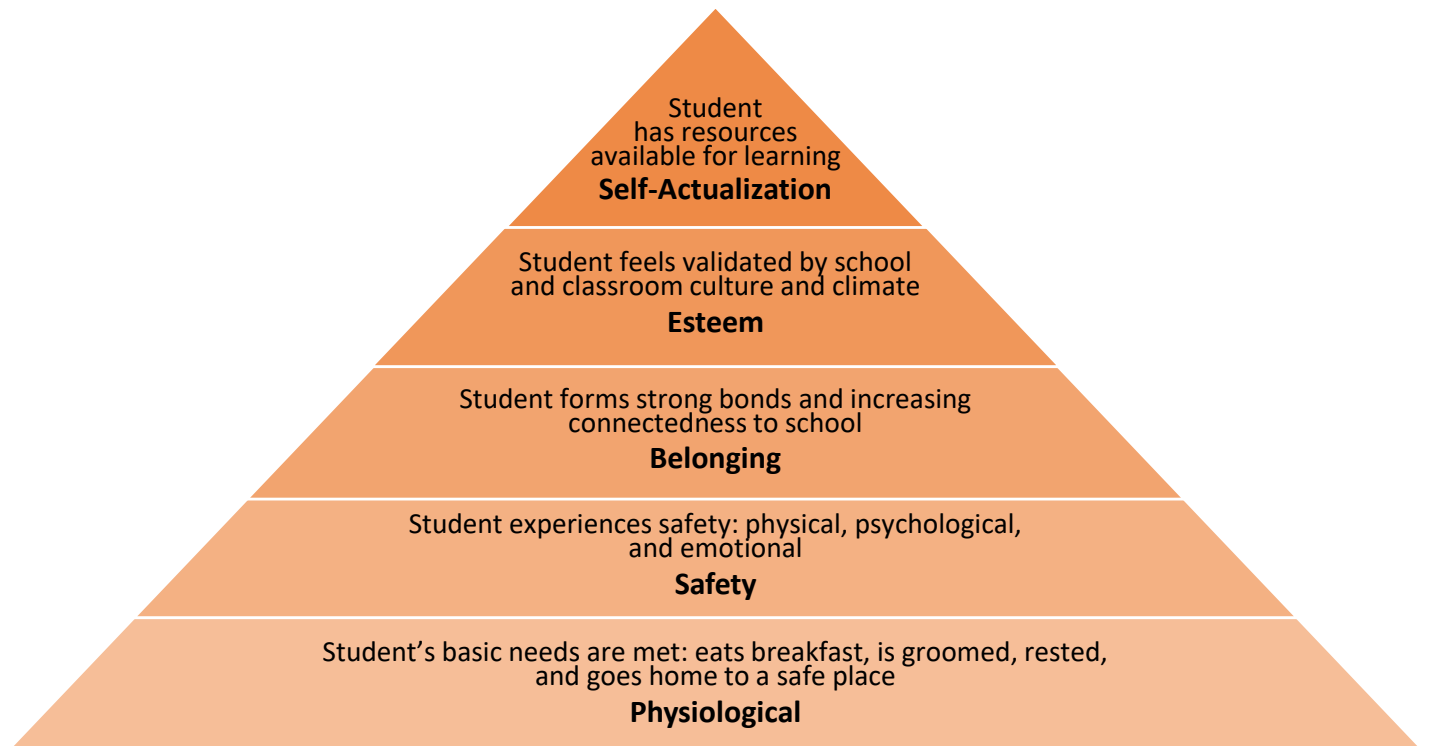 Student
has resources
available for learning
Self-Actualization
Student feels validated by school
and classroom culture and climate
Esteem
Student forms strong bonds and increasing
connectedness to school
Belonging
Student experiences safety: physical, psychological,
and emotional
Safety
Student’s basic needs are met: eats breakfast, is groomed, rested,
and goes home to a safe place
Physiological